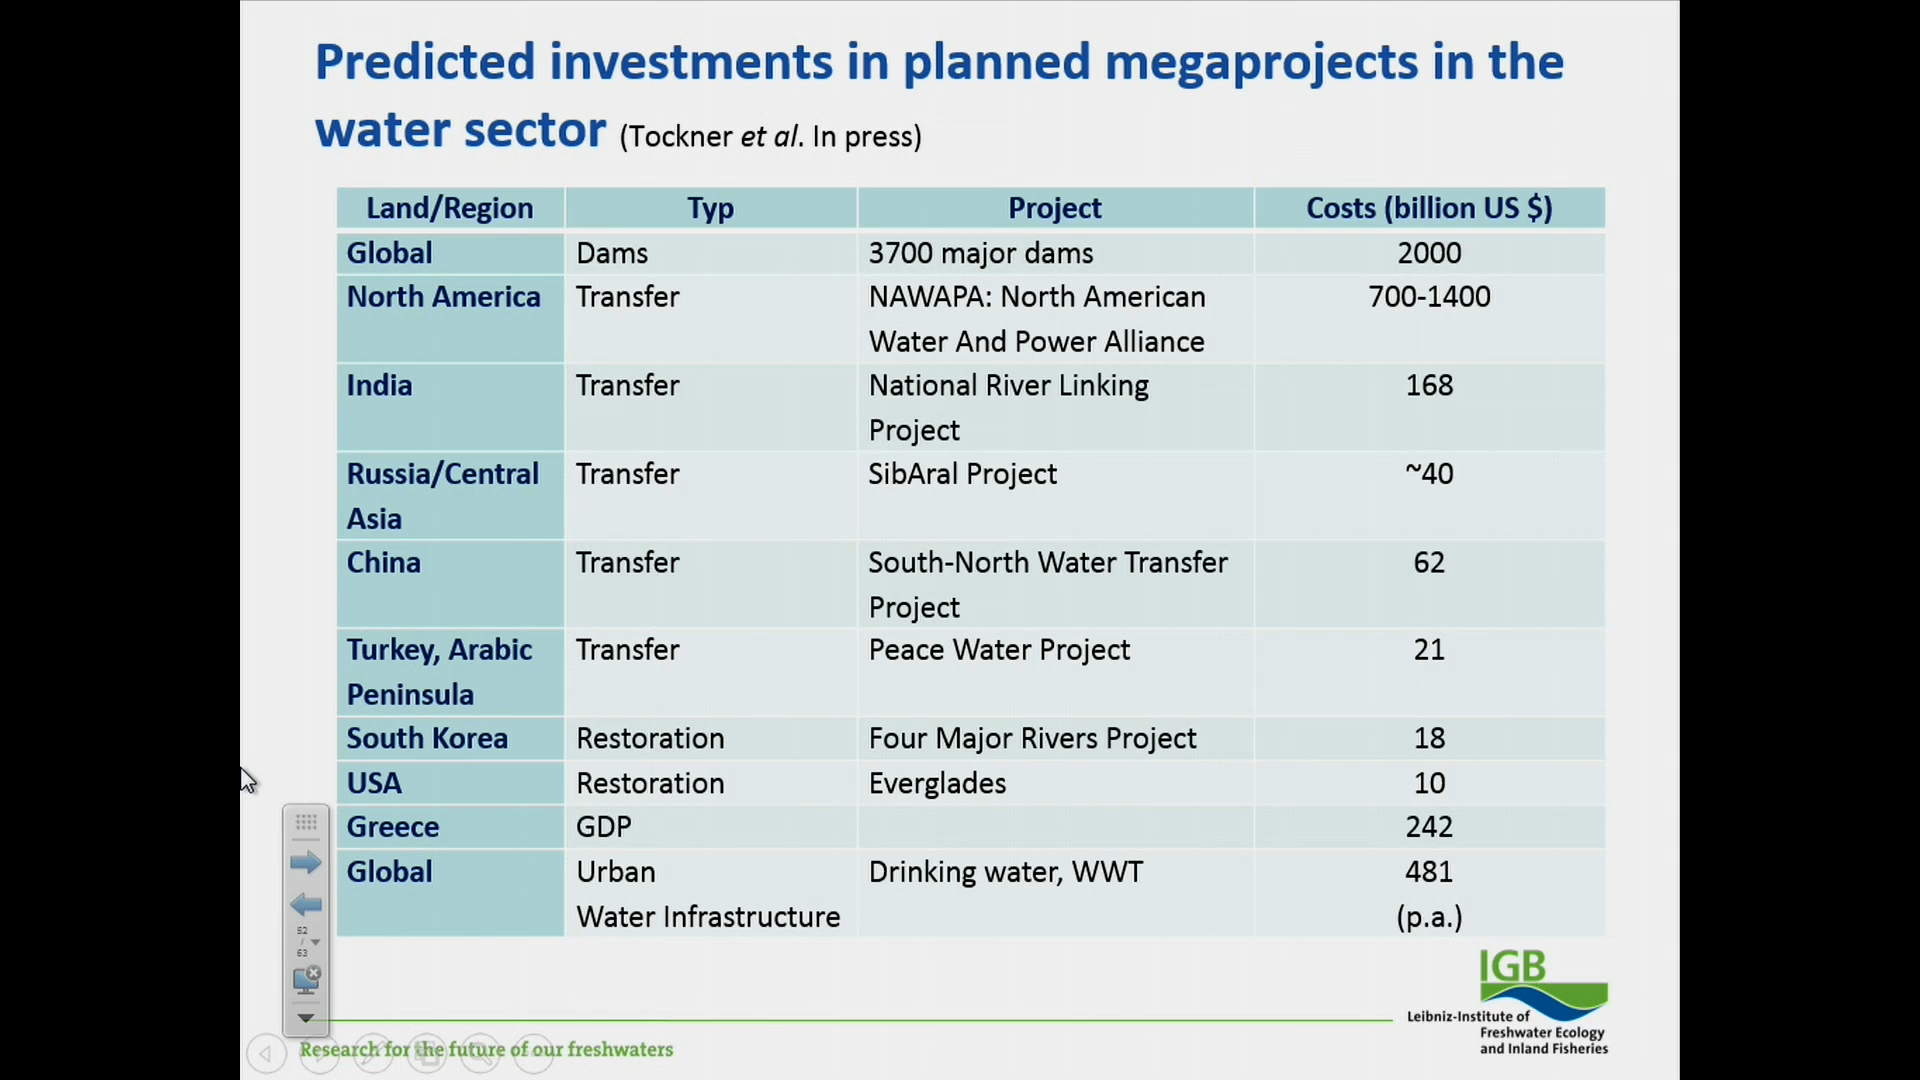 Predicted investments in planned megaprojects in the
water sector (Tockner et al. In press)
Land/Region Typ Project Costs (billion US $)
Global Dams 3700 major dams 2000
North America Transfer NAWAPA: North American 700-1400
Water And Power Alliance
India Transfer National River Linking 168
Project
Russia/Central Transfer SibAral Project ~40
Asia
China Transfer South-North Water Transfer 62
Project
Turkey, Arabic Transfer Peace Water Project 21
Peninsula
South Korea Restoration Four Major Rivers Project 18
USA Restoration Everglades 10
Greece GDP 242
Global Urban Drinking water, WWT 481
Water Infrastructure (p.a.)
52
/
63
IGB
Leibniz-Institute of
Freshwater Ecology
and Inland Fisheries
Research for the future of our freshwaters